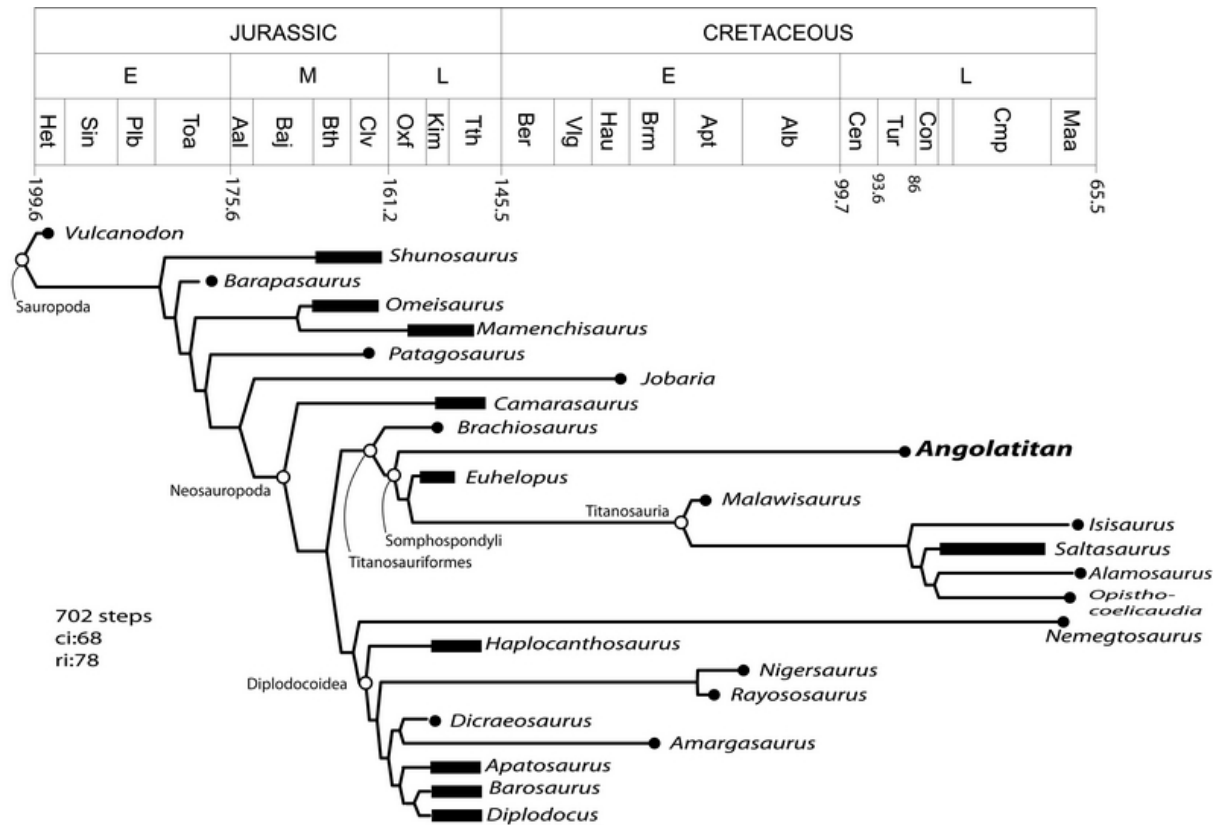 JURASSIC
CRETACEOUS
E
M
L
E
L
Het
Sin
Plb
Toa
Aal
Baj
Bth
Clv
Oxf
Kim
Tth
Ber
Vlg
Hau
Brm
Apt
Alb
Cen
Tur
Con
Cmp
Maa
199.6
175.6
161.2
145.5
99.7
93.6
86
65.5
Vulcanodon
Shunosaurus
Barapasaurus
Sauropoda
Omeisaurus
Mamenchisaurus
Patagosaurus
Jobaria
Camarasaurus
Brachiosaurus
Angolatitan
Euhelopus
Neosauropoda
Malawisaurus
Titanosauria
Isisaurus
Somphospondyli
Saltasaurus
Titanosauriformes
Alamosaurus
Opistho-
coelicaudia
702 steps
ci:68
ri:78
Nemegtosaurus
Haplocanthosaurus
Nigersaurus
Diplodocoidea
Rayososaurus
Dicraeosaurus
Amargasaurus
Apatosaurus
Barosaurus
Diplodocus